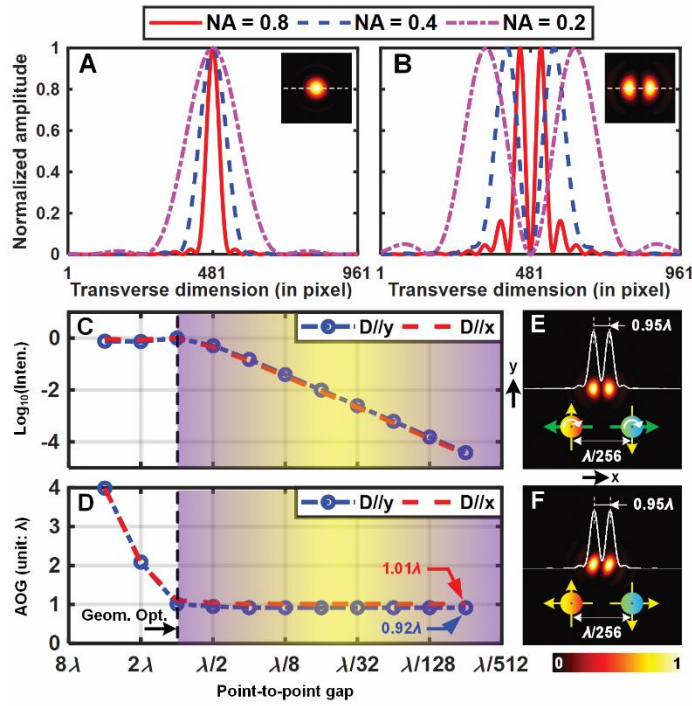 NA = 0.8 NA = 0.4 NA = 0.2
A
B
Normalized amplitude
1
0.8
0.6
0.4
0.2
0
1 481 961
1 481 961
Transverse dimension (in pixel)
Transverse dimension (in pixel)
C
D//y D//x
Log10(Inten.)
0
-2
-4
D
D//y D//x
AOG (unit: λ)
4
3
2
1
0
Geom. Opt.
1.01λ
0.92λ
8λ 2λ λ/2 λ/8 λ/32 λ/128 λ/512
Point-to-point gap
E
0.95λ
y
λ/256
x
F
0.95λ
λ/256
0 1